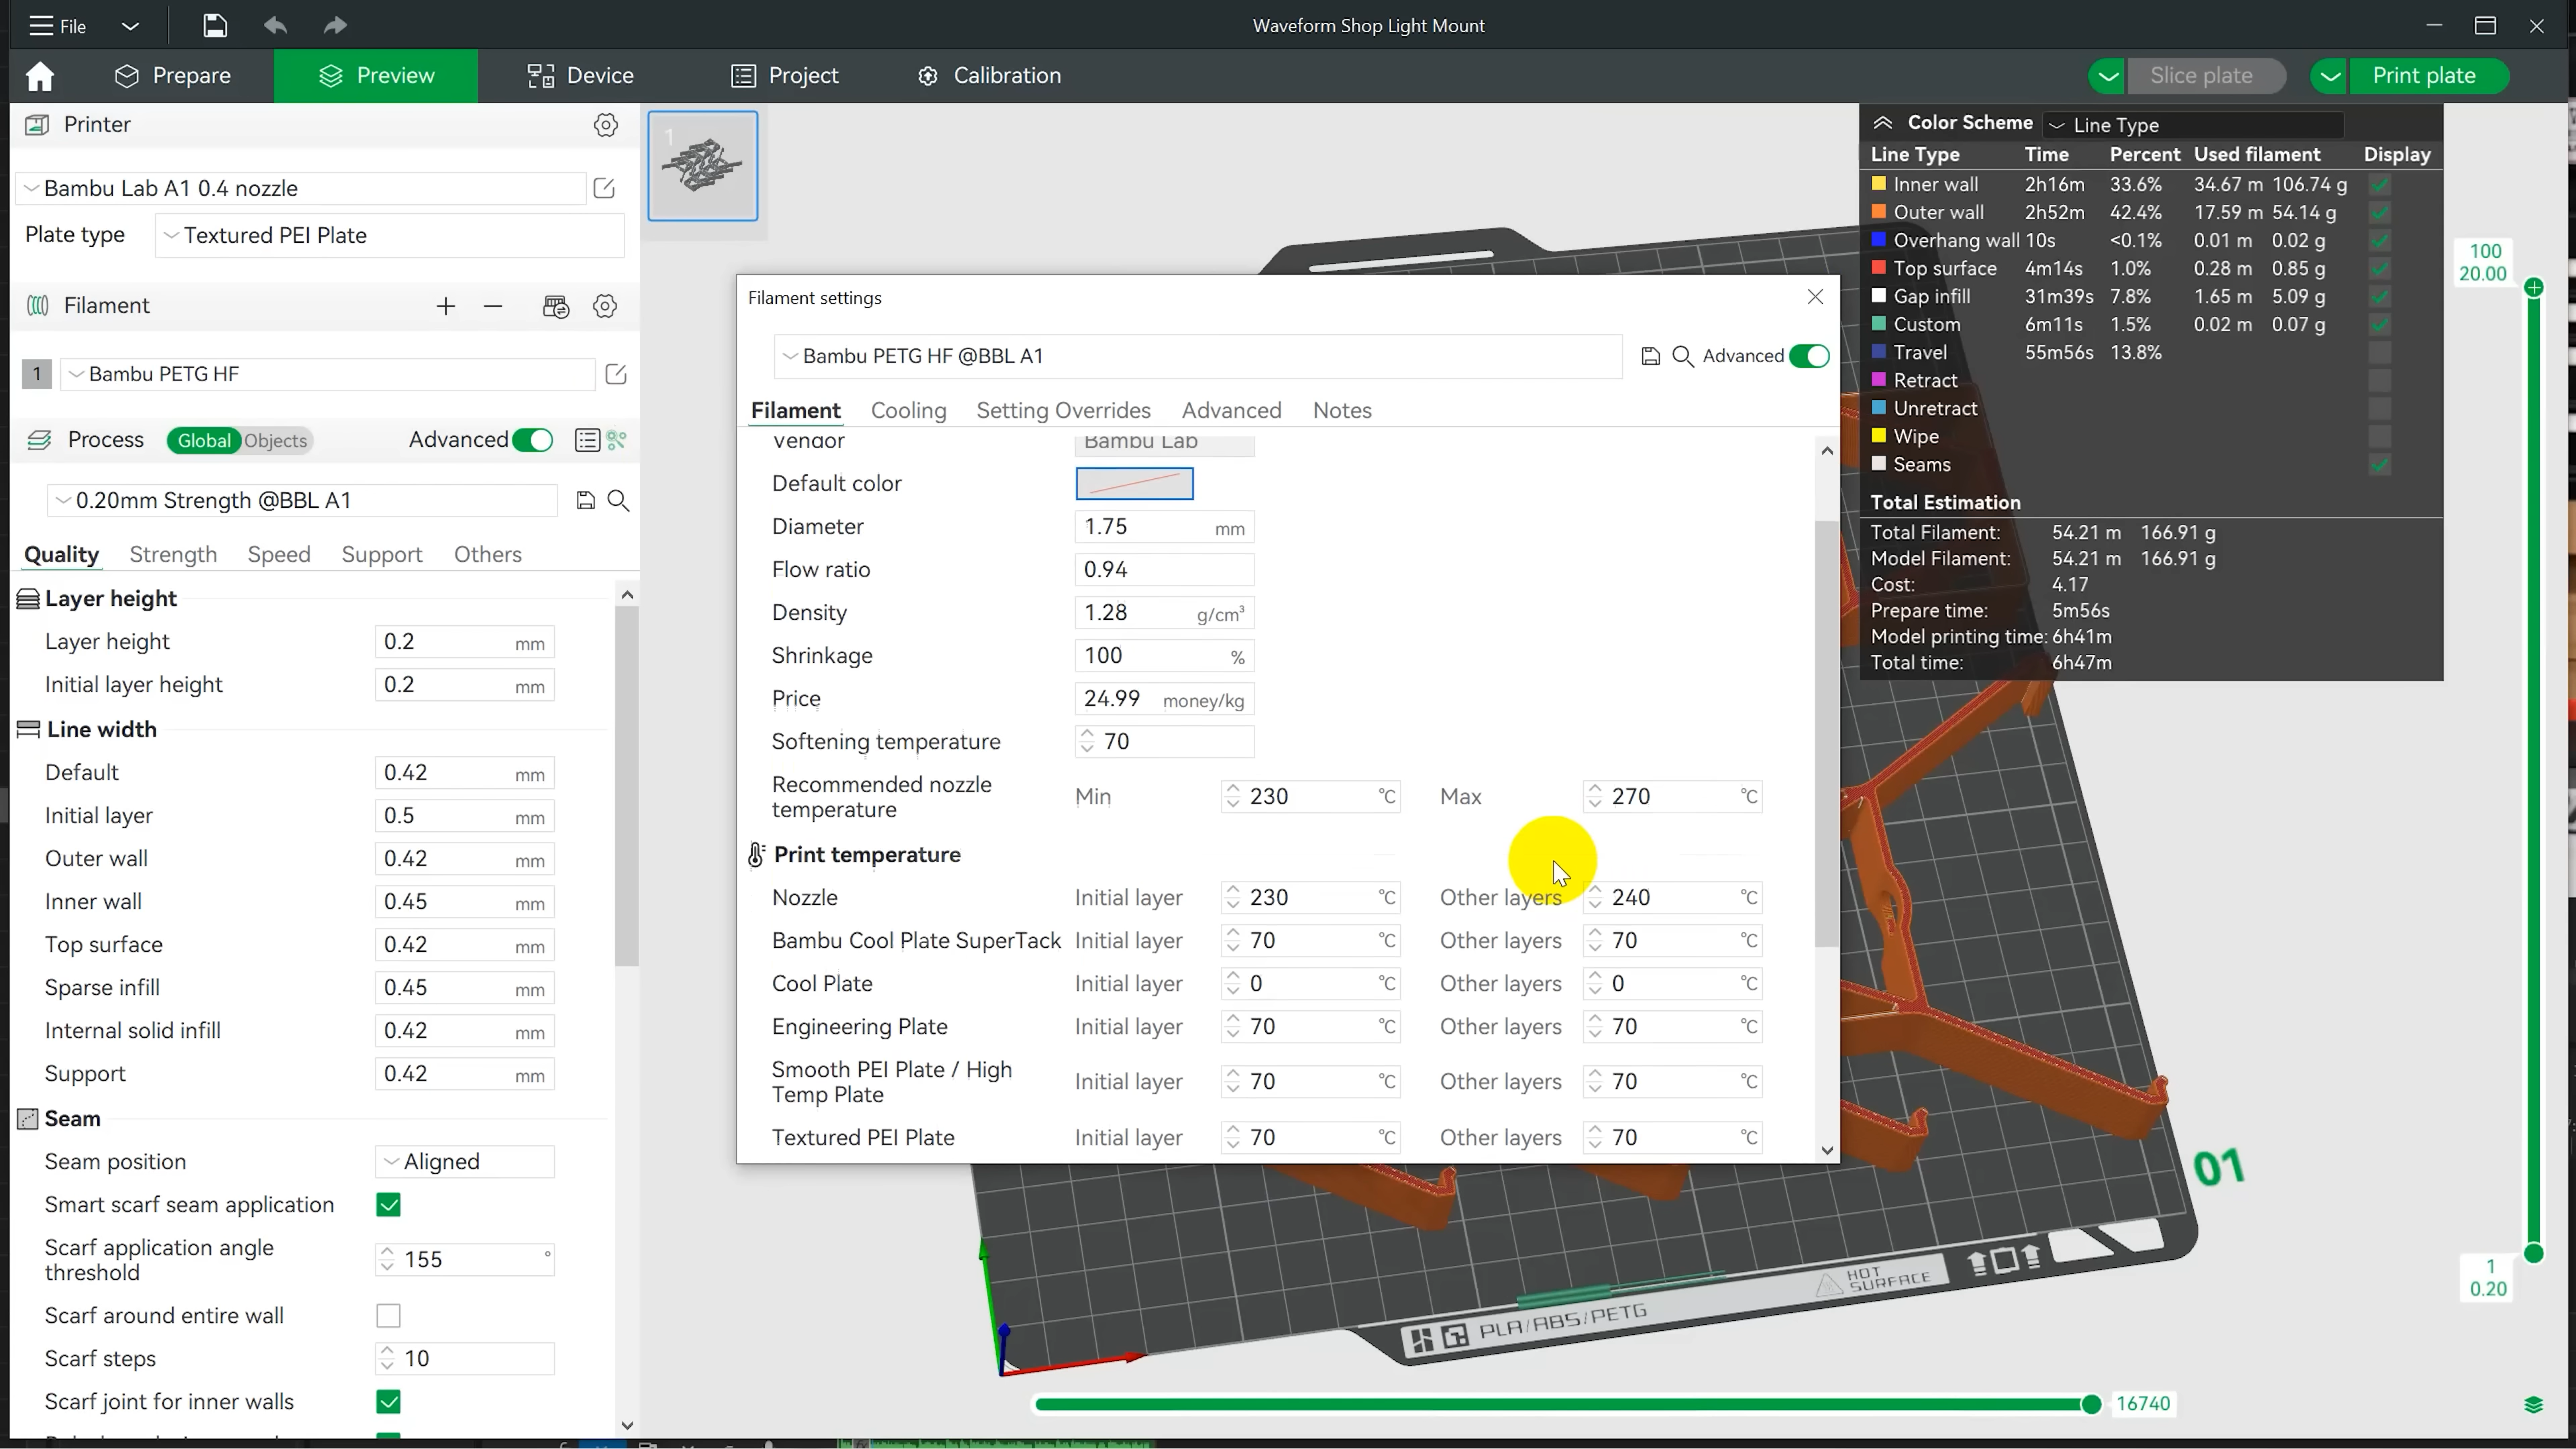 File
Waveform Shop Light Mount
Prepare
Preview
Device
Project
Calibration
Slice plate
Print plate
Printer
Bambu Lab A1 0.4 nozzle
Plate type
Textured PEI Plate
Filament
1
Bambu PETG HF
Process
Global
Objects
Advanced
0.20mm Strength @BBL A1
Quality Strength Speed Support Others
Layer height
Layer height 0.2 mm
Initial layer height 0.2 mm
Line width
Default 0.42 mm
Initial layer 0.5 mm
Outer wall 0.42 mm
Inner wall 0.45 mm
Top surface 0.42 mm
Sparse infill 0.45 mm
Internal solid infill 0.42 mm
Support 0.42 mm
Seam
Seam position Aligned
Smart scarf seam application
Scarf application angle
threshold
155 °
Scarf around entire wall
Scarf steps 10
Scarf joint for inner walls
1
Filament settings
Bambu PETG HF @BBL A1
Advanced
Filament Cooling Setting Overrides Advanced Notes
Vendor Bambu Lab
Default color
Diameter 1.75 mm
Flow ratio 0.94
Density 1.28 g/cm³
Shrinkage 100 %
Price 24.99 money/kg
Softening temperature 70
Recommended nozzle
temperature
Min 230 °C Max 270 °C
Print temperature
Nozzle Initial layer 230 °C Other layers 240 °C
Bambu Cool Plate SuperTack Initial layer 70 °C Other layers 70 °C
Cool Plate Initial layer 0 °C Other layers 0 °C
Engineering Plate Initial layer 70 °C Other layers 70 °C
Smooth PEI Plate / High
Temp Plate
Initial layer 70 °C Other layers 70 °C
Textured PEI Plate Initial layer 70 °C Other layers 70 °C
Color Scheme Line Type
Line Type Time Percent Used filament Display
Inner wall 2h16m 33.6% 34.67 m 106.74 g
Outer wall 2h52m 42.4% 17.59 m 54.14 g
Overhang wall 10s <0.1% 0.01 m 0.02 g
Top surface 4m14s 1.0% 0.28 m 0.85 g
Gap infill 31m39s 7.8% 1.65 m 5.09 g
Custom 6m11s 1.5% 0.02 m 0.07 g
Travel 55m56s 13.8%
Retract
Unretract
Wipe
Seams
Total Estimation
Total Filament: 54.21 m 166.91 g
Model Filament: 54.21 m 166.91 g
Cost: 4.17
Prepare time: 5m56s
Model printing time: 6h41m
Total time: 6h47m
100
20.00
01
HOT
SURFACE
PLA/ABS/PETG
1
0.20
16740